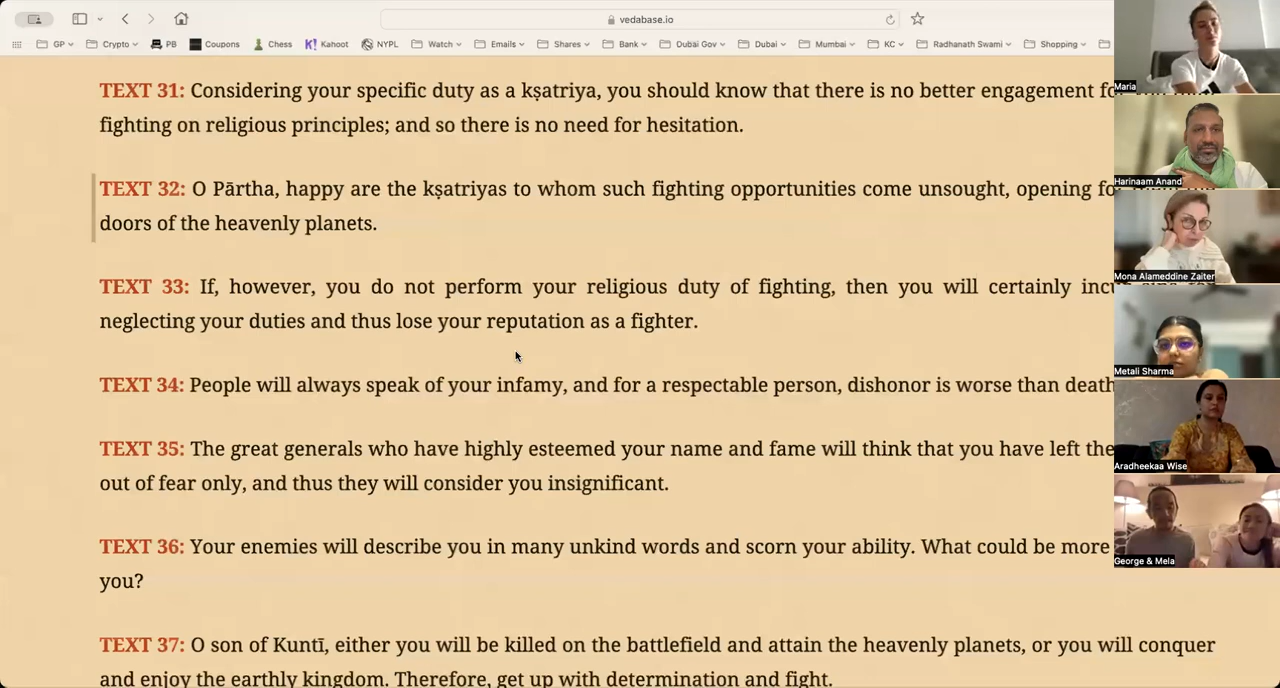 vedabase.io
GP
Crypto
PB
Coupons
Chess
Kahoot
NYPL
Watch
Emails
Shares
Bank
Dubai Gov
Dubai
Mumbai
KC
Radhanath Swami
Shopping
TEXT 31: Considering your specific duty as a kṣatriya, you should know that there is no better engagement
fighting on religious principles; and so there is no need for hesitation.
TEXT 32: O Pārtha, happy are the kṣatriyas to whom such fighting opportunities come unsought, opening
doors of the heavenly planets.
TEXT 33: If, however, you do not perform your religious duty of fighting, then you will certainly
neglecting your duties and thus lose your reputation as a fighter.
TEXT 34: People will always speak of your infamy, and for a respectable person, dishonor is worse than death
TEXT 35: The great generals who have highly esteemed your name and fame will think that you have left
out of fear only, and thus they will consider you insignificant.
TEXT 36: Your enemies will describe you in many unkind words and scorn your ability. What could be more
you?
TEXT 37: O son of Kuntī, either you will be killed on the battlefield and attain the heavenly planets, or you will conquer
and enjoy the earthly kingdom. Therefore, get up with determination and fight.
Maria
Harinaam Anand
Mona Alameddine Zaiter
Metali Sharma
Aradheekaa Wise
George & Mela